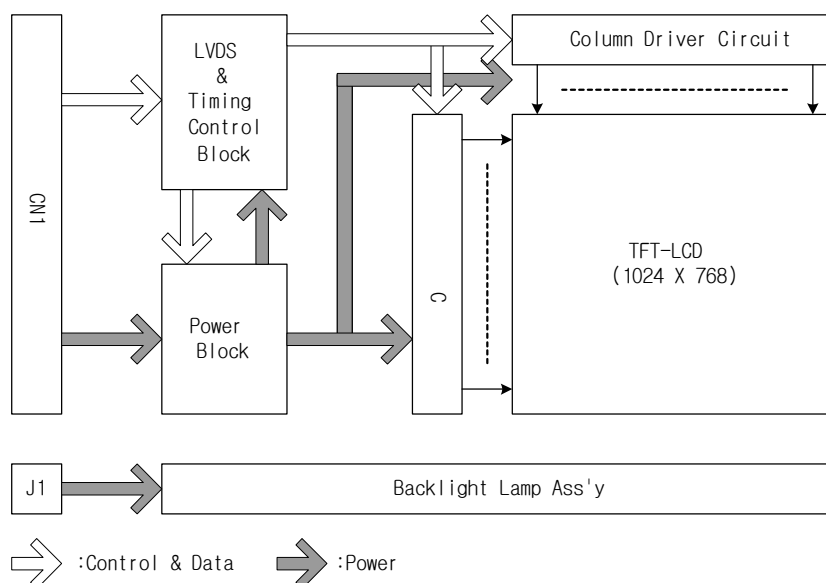 CN1
LVDS
&
Timing
Control
Block
Column Driver Circuit
Power
Block
C
TFT-LCD
(1024 X 768)
J1
Backlight Lamp Ass'y
:Control & Data
:Power